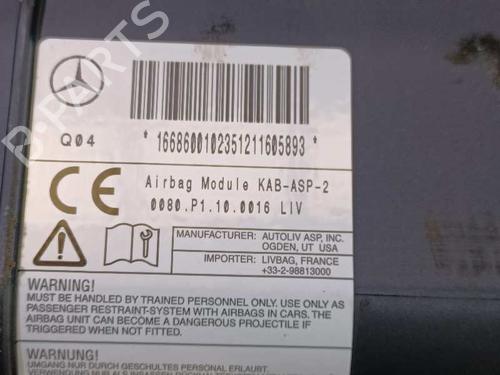 B-PARTS
Q04
* 1668600102351211605893 *
Airbag Module KAB-ASP-2
0080.P1.10.0016 LIV
CE
MANUFACTURER: AUTOLIV ASP, INC.
OGDEN, UT USA
IMPORTER: LIVBAG, FRANCE
+33-2-98813000
WARNING!
MUST BE HANDLED BY TRAINED PERSONNEL ONLY. USE ONLY AS
PASSENGER RESTRAINT-SYSTEM WITH AIRBAGS IN CARS. THE
AIRBAG UNIT CAN BECOME A DANGEROUS PROJECTILE IF
TRIGGERED WHEN NOT FOLLOWED.
WARNUNG!
UMGANG NUR DURCH GESCHULTES PERSONAL ERLAUBT.